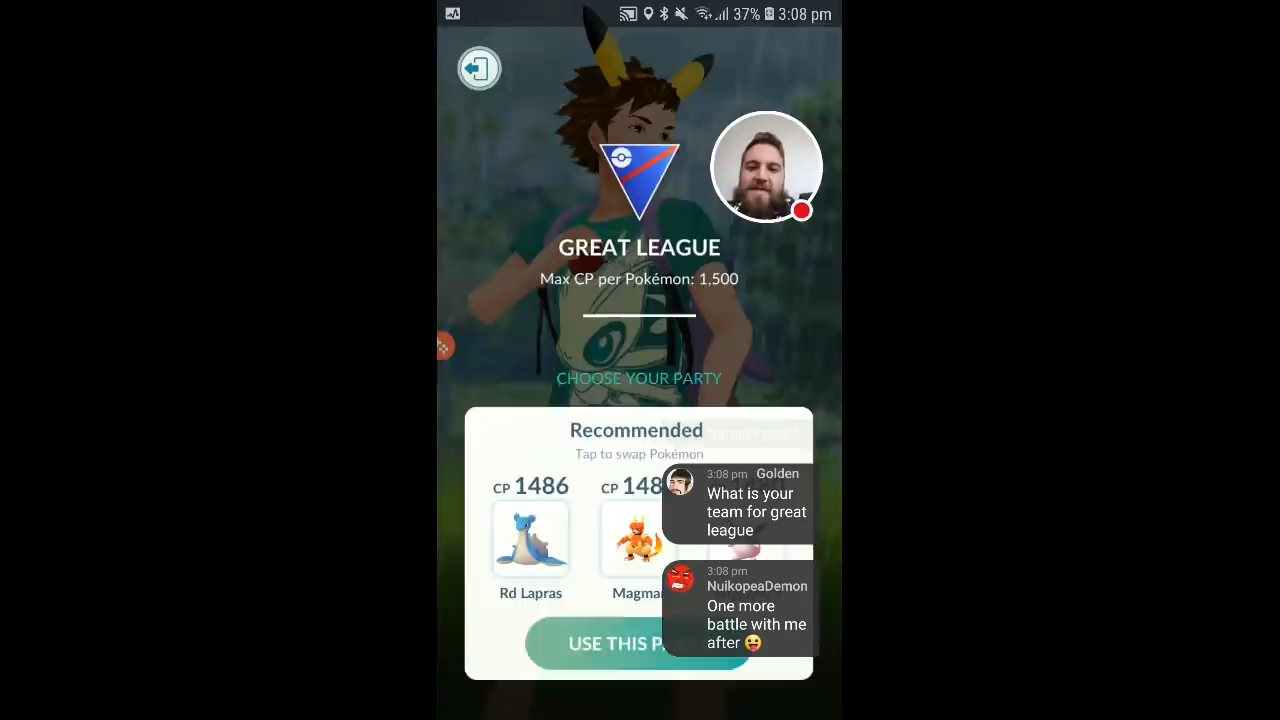 37% 3:08 pm
GREAT LEAGUE
Max CP per Pokémon: 1,500
CHOOSE YOUR PARTY
Recommended
Tap to swap Pokémon
CP 1486
CP 148
Rd Lapras
Magma
USE THIS P
3:08 pm Golden
What is your
team for great
league
3:08 pm
NuikopeaDemon
One more
battle with me
after 😜